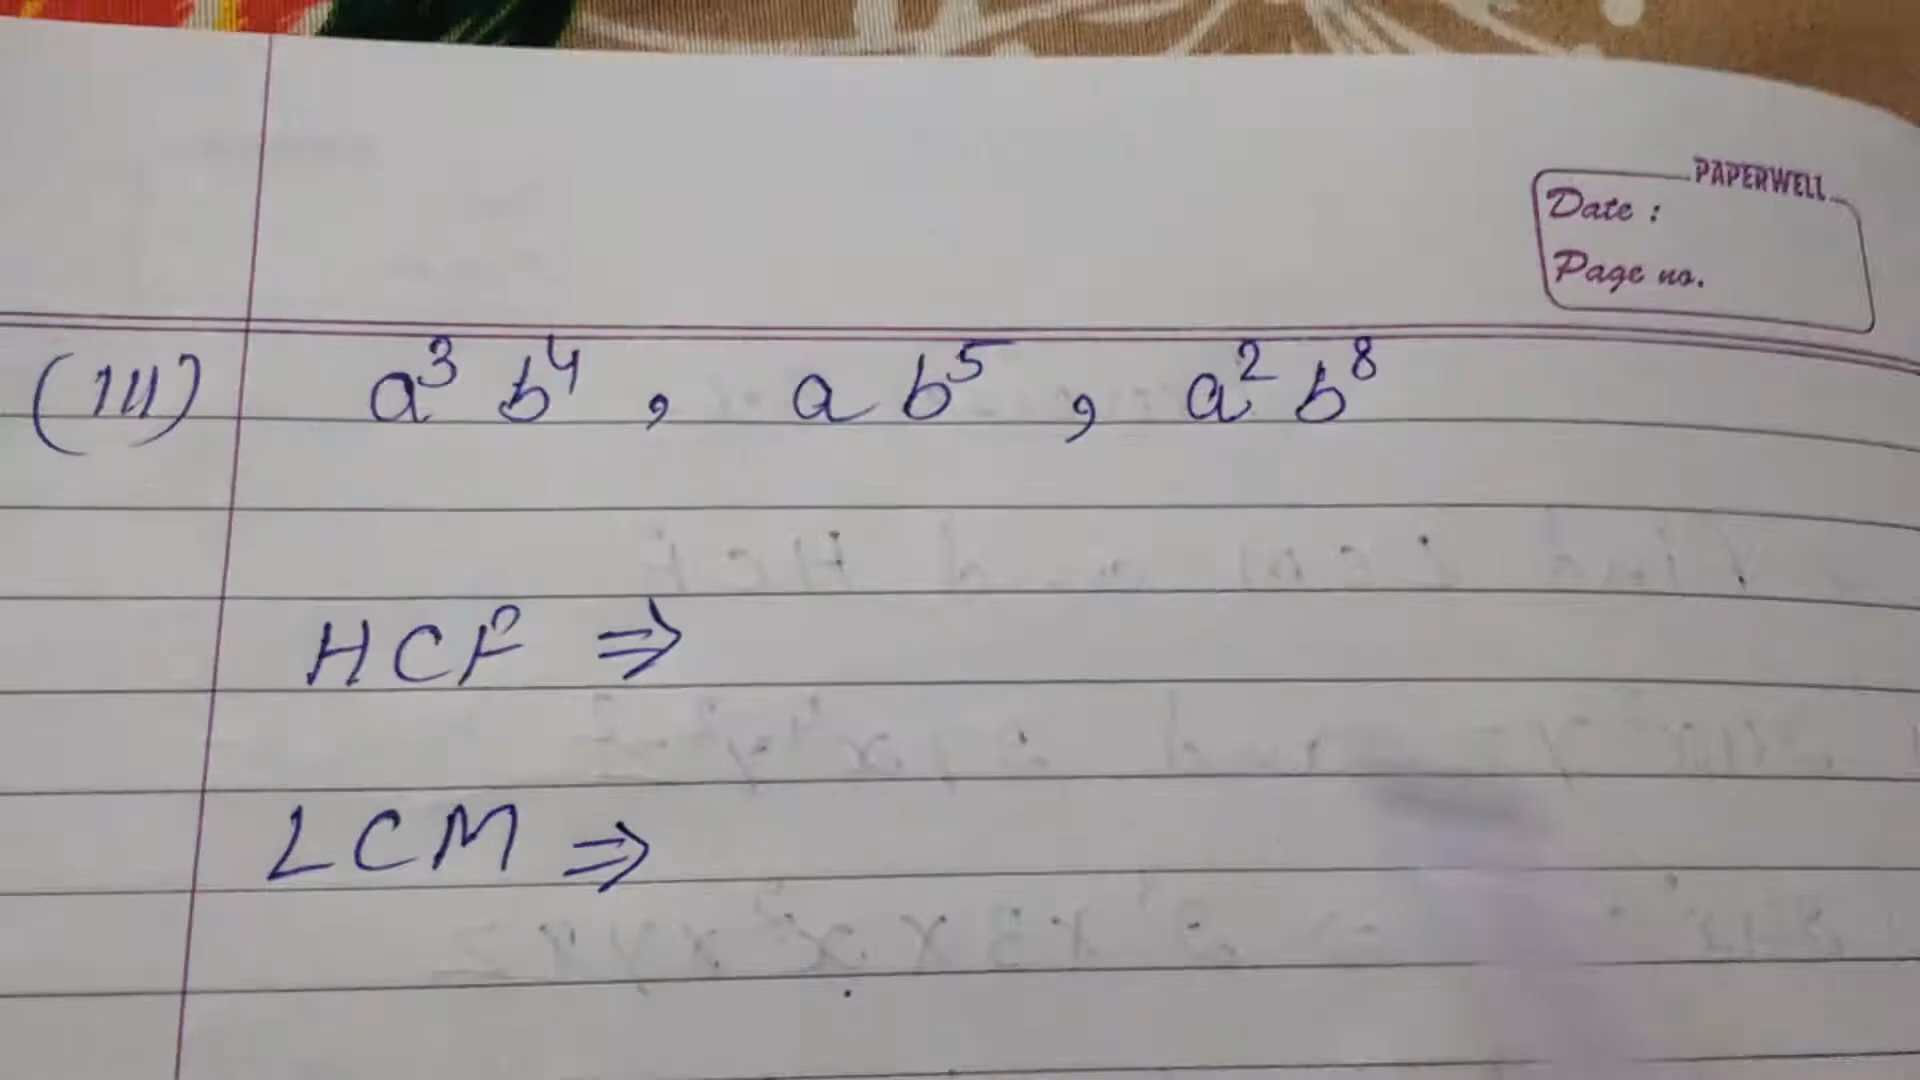 PAPERWELL
Date :
Page no.
(III) a³ b⁴ , a b⁵ , a² b⁸
HCF ⇒
LCM ⇒